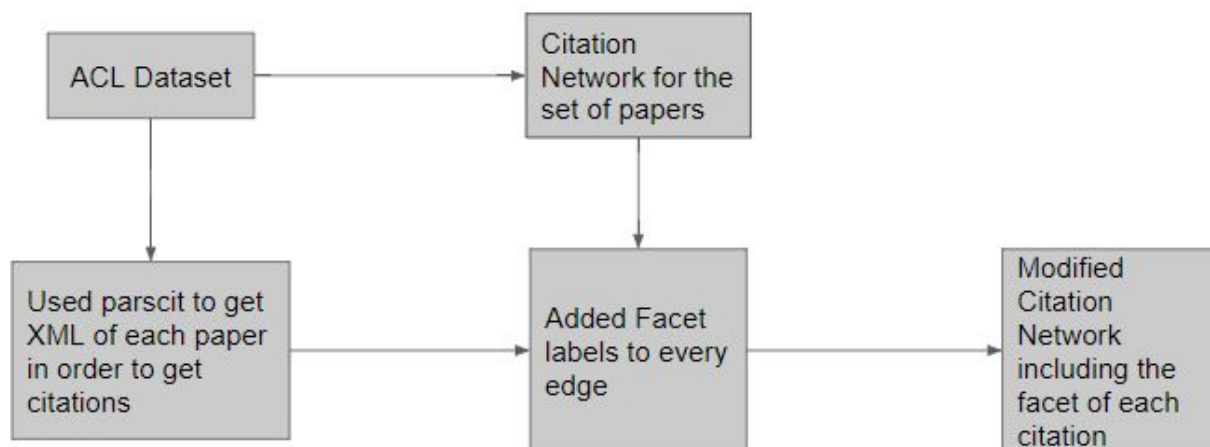 ACL Dataset
Citation
Network for the
set of papers
Used parscit to get
XML of each paper
in order to get
citations
Added Facet
labels to every
edge
Modified
Citation
Network
including the
facet of each
citation